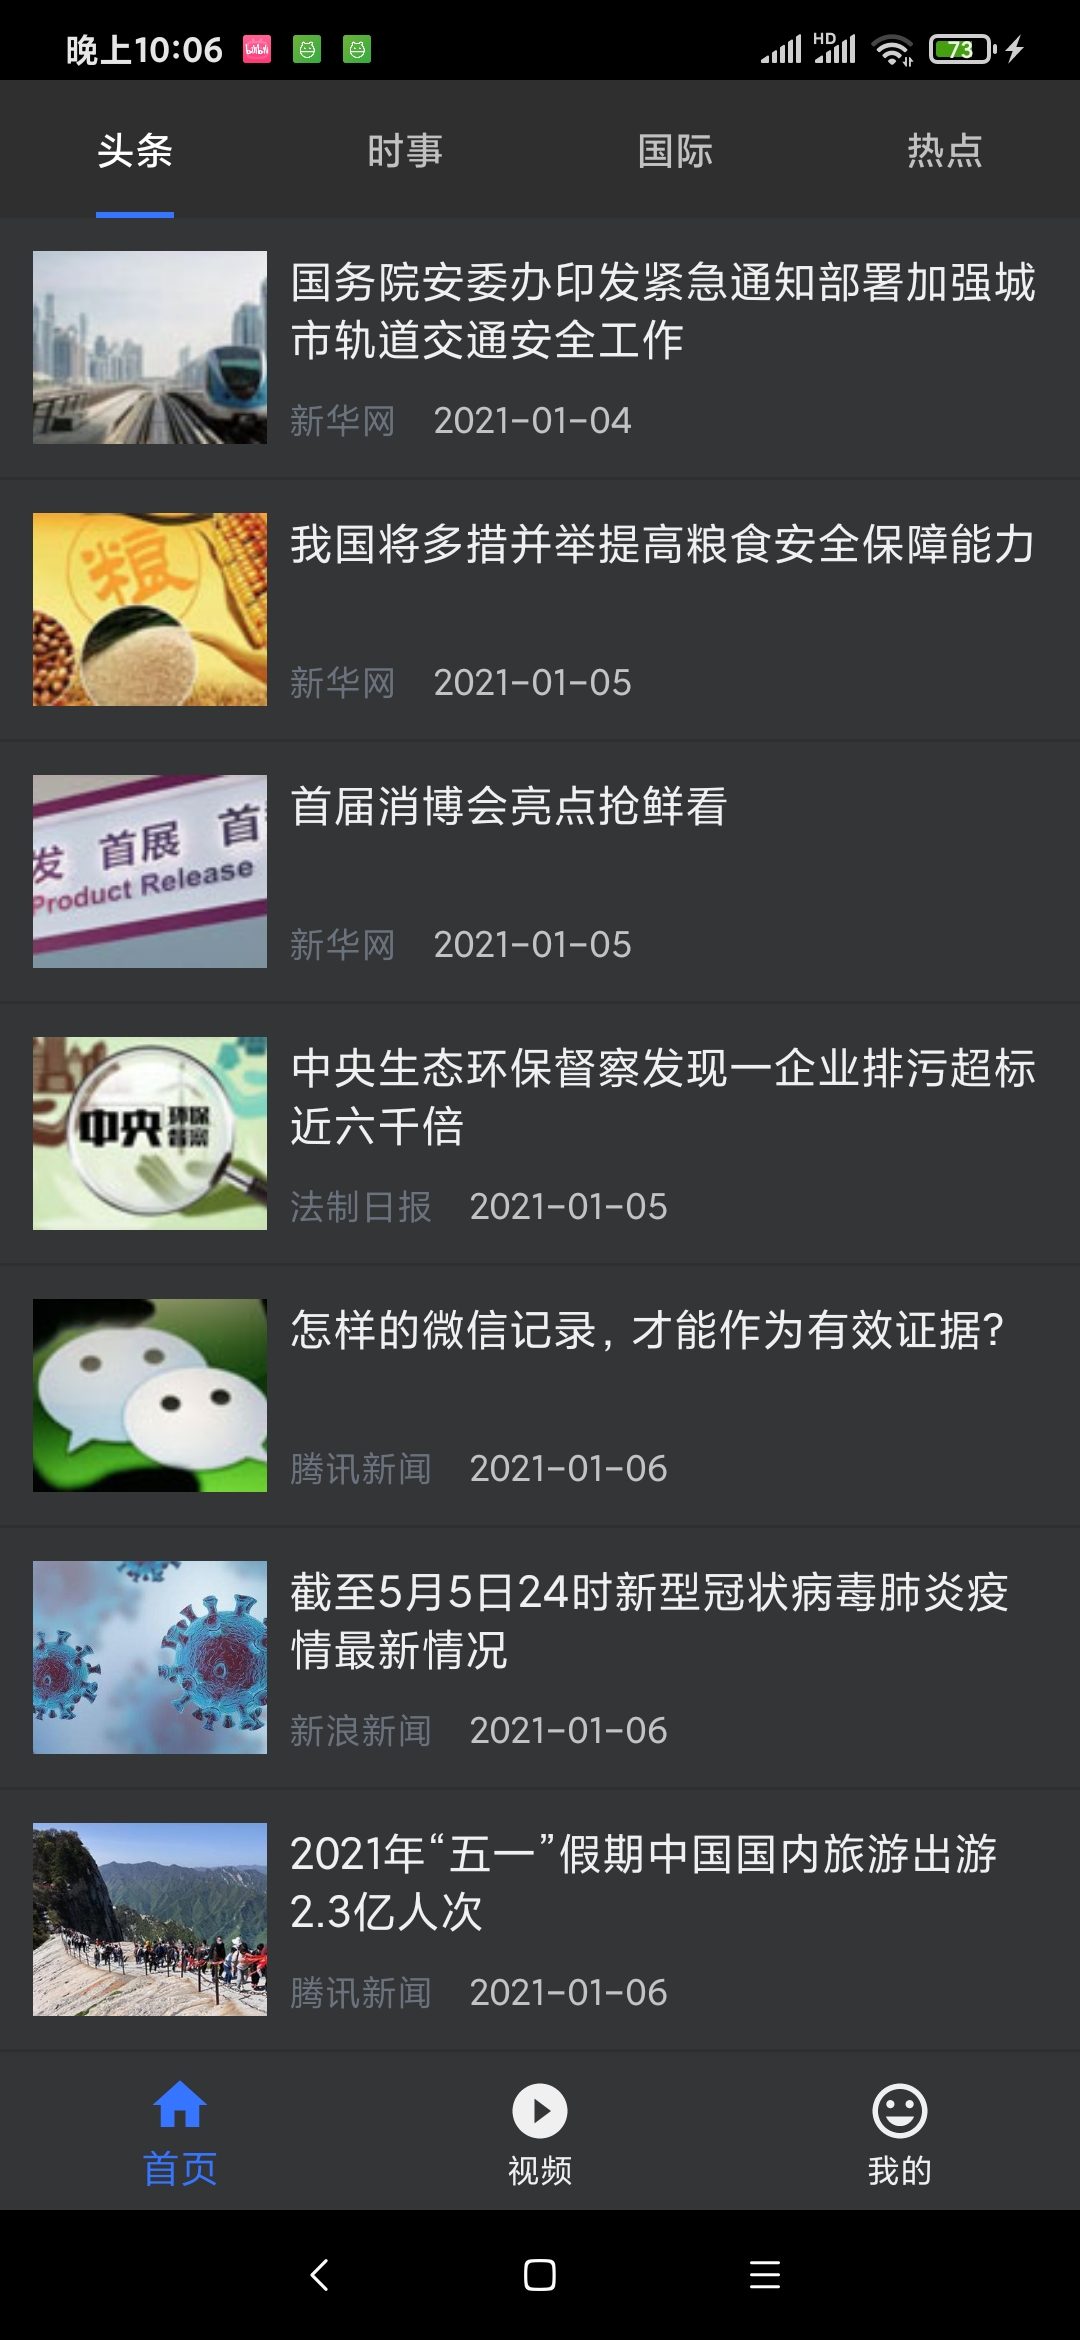 晚上10:06
HD
73
头条 时事 国际 热点
国务院安委办印发紧急通知部署加强城
市轨道交通安全工作
新华网 2021-01-04
粮
我国将多措并举提高粮食安全保障能力
新华网 2021-01-05
发 首展 首
Product Release
首届消博会亮点抢鲜看
新华网 2021-01-05
中央环保督察
中央生态环保督察发现一企业排污超标
近六千倍
法制日报 2021-01-05
怎样的微信记录，才能作为有效证据?
腾讯新闻 2021-01-06
截至5月5日24时新型冠状病毒肺炎疫
情最新情况
新浪新闻 2021-01-06
2021年“五一”假期中国国内旅游出游
2.3亿人次
腾讯新闻 2021-01-06
首页 视频 我的